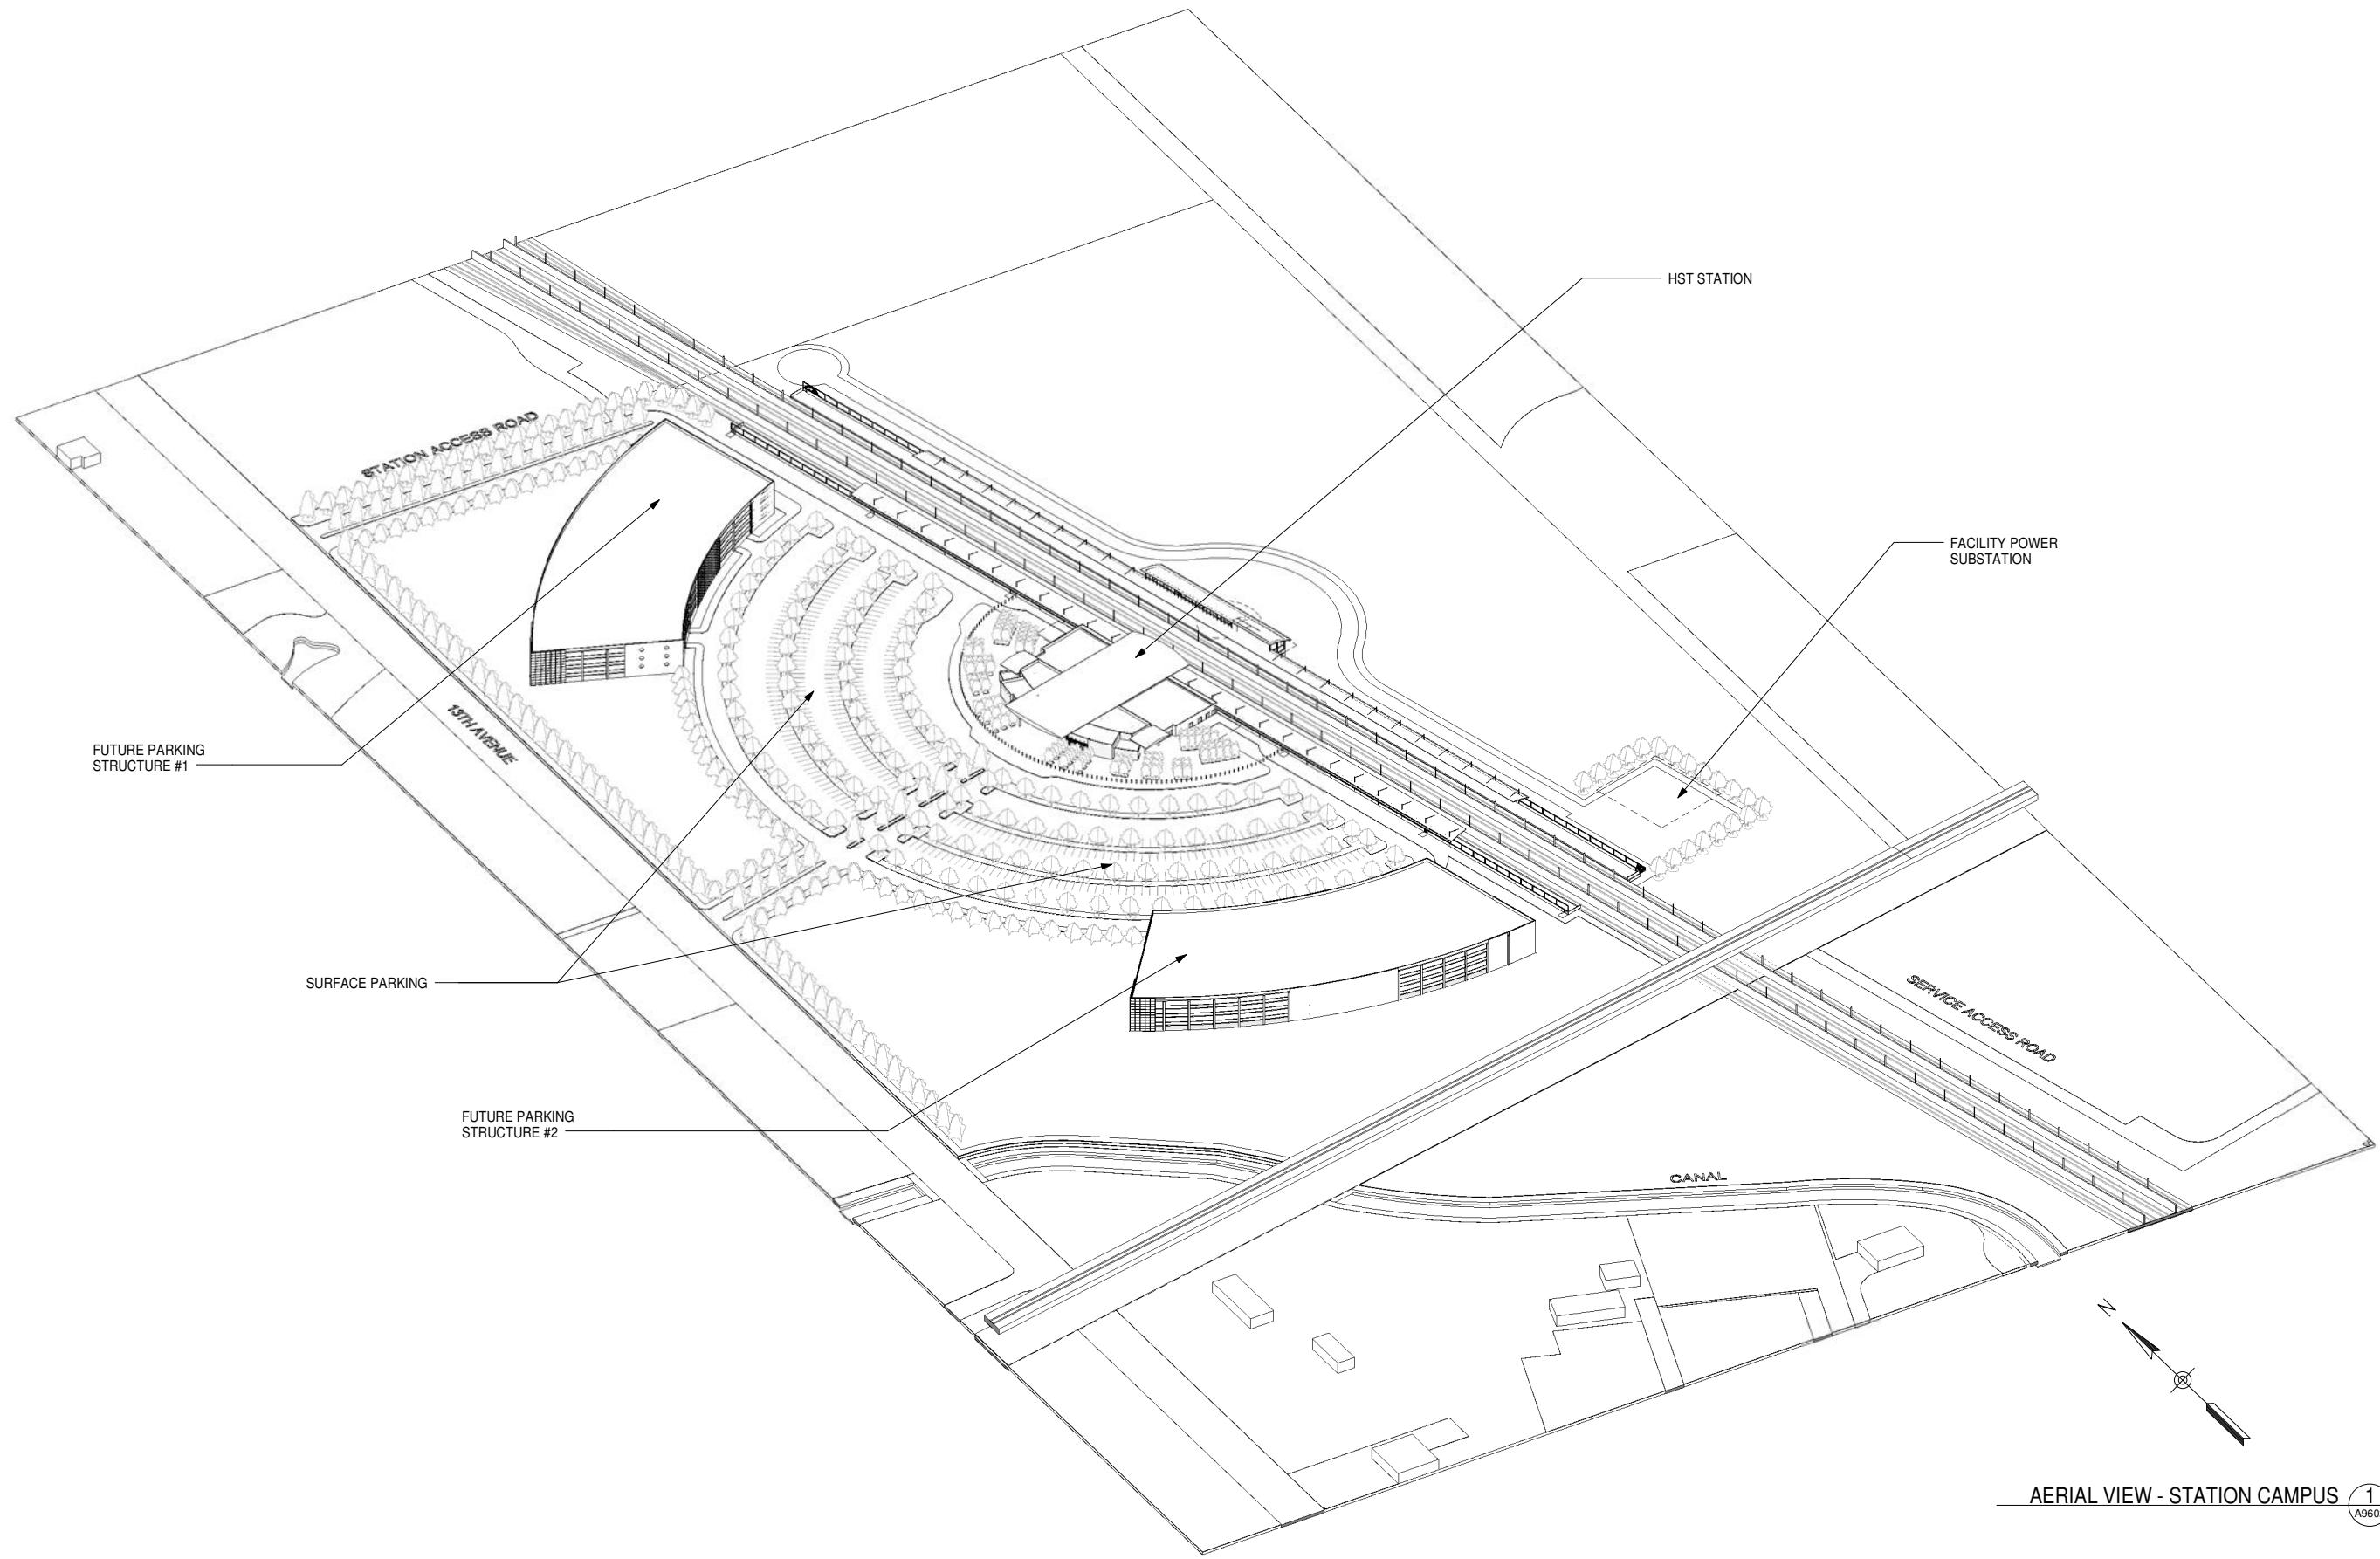 HST STATION
STATION ACCESS ROAD
FACILITY POWER
SUBSTATION
13TH AVENUE
FUTURE PARKING
STRUCTURE #1
SURFACE PARKING
SERVICE ACCESS ROAD
FUTURE PARKING
STRUCTURE #2
CANAL
N
AERIAL VIEW - STATION CAMPUS
1